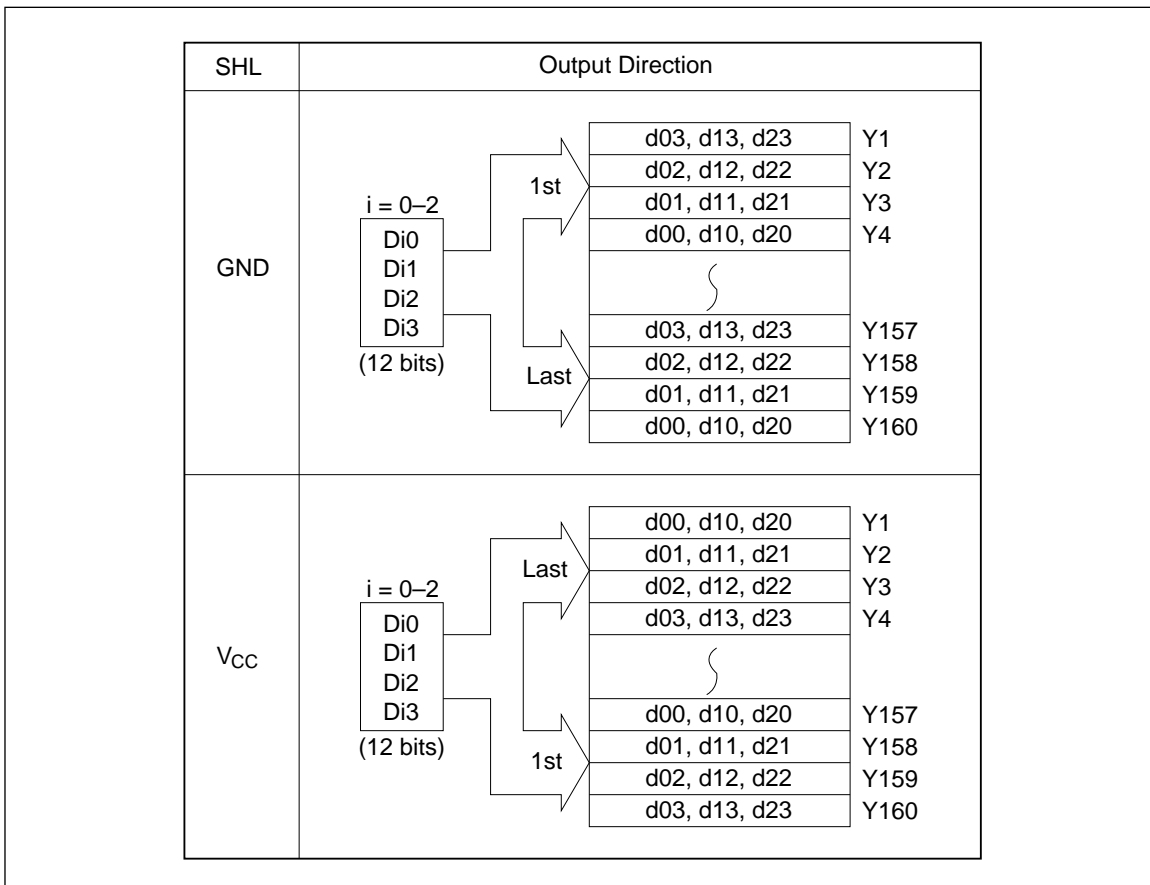 SHL Output Direction
GND
i = 0–2
Di0
Di1
Di2
Di3
(12 bits)
1st
Last
d03, d13, d23 Y1
d02, d12, d22 Y2
d01, d11, d21 Y3
d00, d10, d20 Y4
d03, d13, d23 Y157
d02, d12, d22 Y158
d01, d11, d21 Y159
d00, d10, d20 Y160
VCC
i = 0–2
Di0
Di1
Di2
Di3
(12 bits)
Last
1st
d00, d10, d20 Y1
d01, d11, d21 Y2
d02, d12, d22 Y3
d03, d13, d23 Y4
d00, d10, d20 Y157
d01, d11, d21 Y158
d02, d12, d22 Y159
d03, d13, d23 Y160